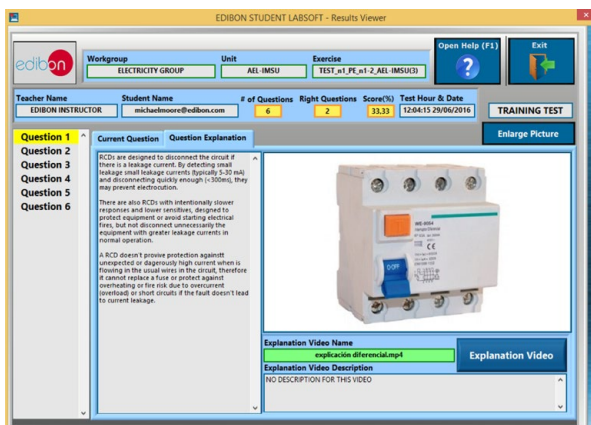 EDIBON STUDENT LABSOFT - Results Viewer
edibon
Workgroup Unit Exercise
ELECTRICITY GROUP AEL-IMSU TEST_n1_PE_n1-2_AEL-IMSU(3)
Open Help (F1) Exit
Teacher Name Student Name # of Questions Right Questions Score(%) Test Hour & Date
EDIBON INSTRUCTOR michaelmoore@edibon.com 6 2 33,33 12:04:15 29/06/2016 TRAINING TEST
Question 1
Question 2
Question 3
Question 4
Question 5
Question 6
Current Question Question Explanation
Enlarge Picture
RCDs are designed to disconnect the circuit if
there is a leakage current. By detecting small
leakage small leakage currents (typically 5-30 mA)
and disconnecting quickly enough (<300ms), they
may prevent electrocution.
There are also RCDs with intentionally slower
responses and lower sensitives, designed to
protect equipment or avoid starting electrical
fires, but not disconnect unnecessarily the
equipment with greater leakage currents in
normal operation.
A RCD doesn't provive protection againstt
unexpected or dagerously high current when is
flowing in the usual wires in the circuit, therefore
it cannot replace a fuse or protect against
overheating or fire risk due to overcurrent
(overload) or short circuits if the fault doesn't lead
to current leakage.
CE
OFF
Explanation Video Name
explicación diferencial.mp4
Explanation Video
Explanation Video Description
NO DESCRIPTION FOR THIS VIDEO